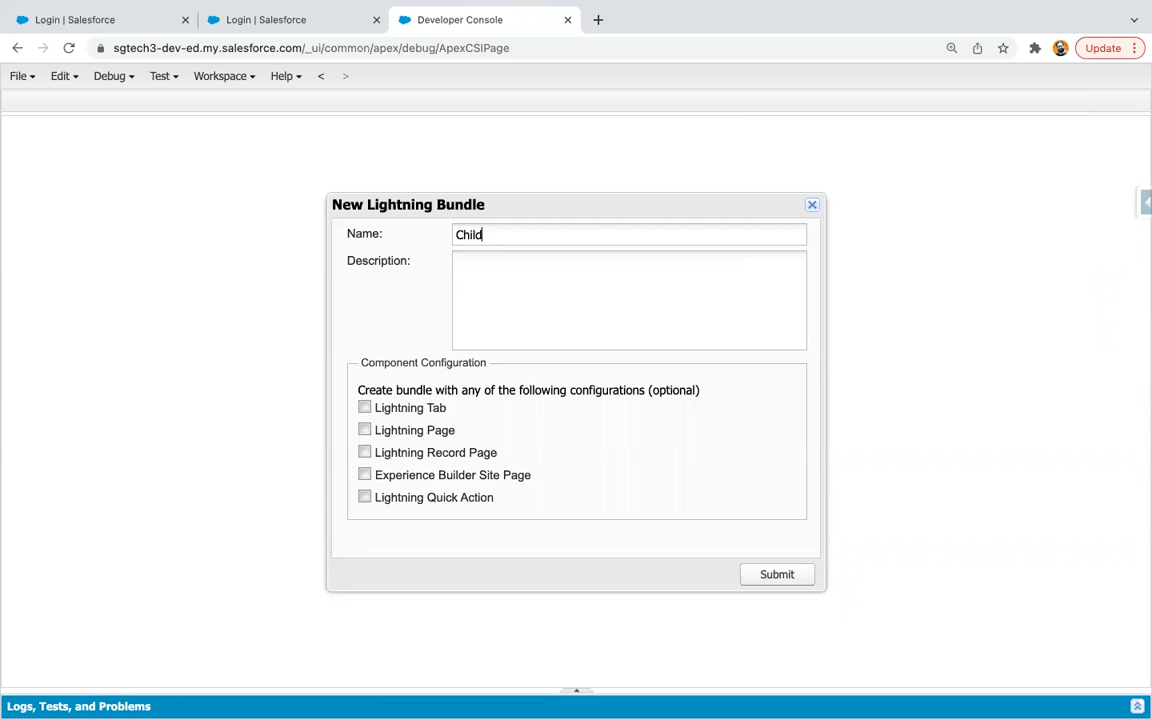 Login | Salesforce
Login | Salesforce
Developer Console
sgtech3-dev-ed.my.salesforce.com/_ui/common/apex/debug/ApexCSIPage
Update
File Edit Debug Test Workspace Help < >
New Lightning Bundle
Name: Child
Description:
Component Configuration
Create bundle with any of the following configurations (optional)
Lightning Tab
Lightning Page
Lightning Record Page
Experience Builder Site Page
Lightning Quick Action
Submit
Logs, Tests, and Problems